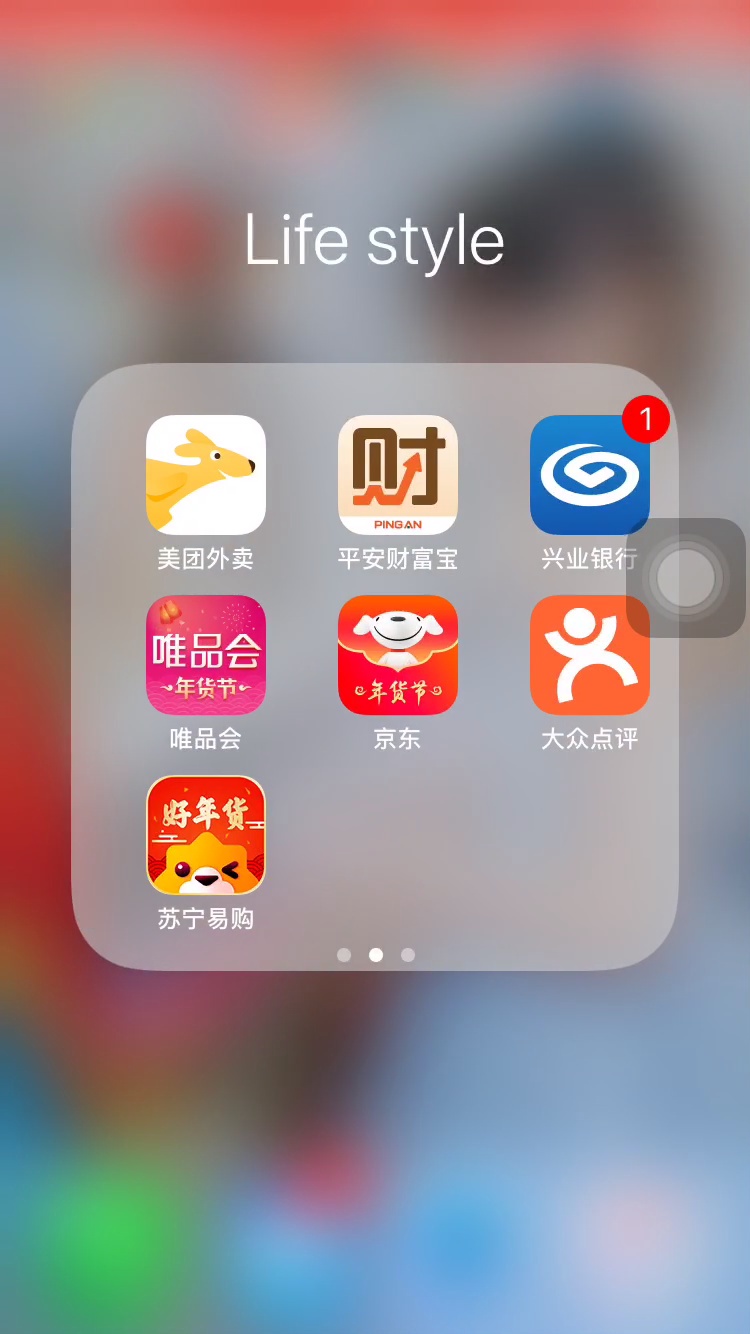 Life style
财
PINGAN
1
美团外卖
平安财富宝
兴业银行
唯品会
年货节
年货节
唯品会
京东
大众点评
好年货
苏宁易购